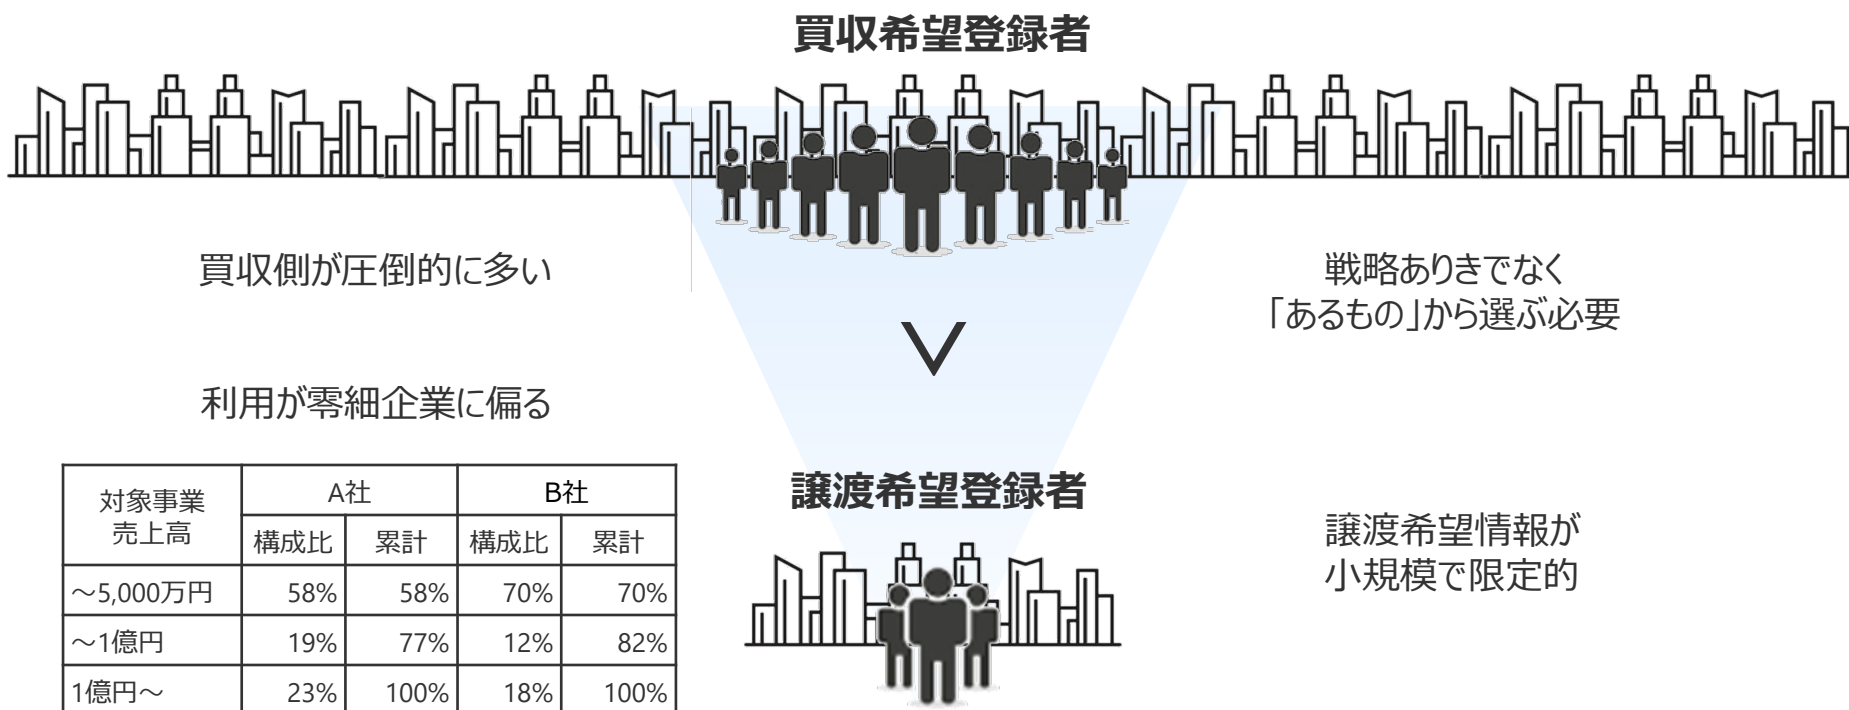 買収希望登録者
買収側が圧倒的に多い
戦略ありきでなく
「あるもの」から選ぶ必要
利用が零細企業に偏る
対象事業
売上高
A社
B社
構成比 累計 構成比 累計
～5,000万円 58% 58% 70% 70%
～1億円 19% 77% 12% 82%
1億円～ 23% 100% 18% 100%
譲渡希望登録者
譲渡希望情報が
小規模で限定的